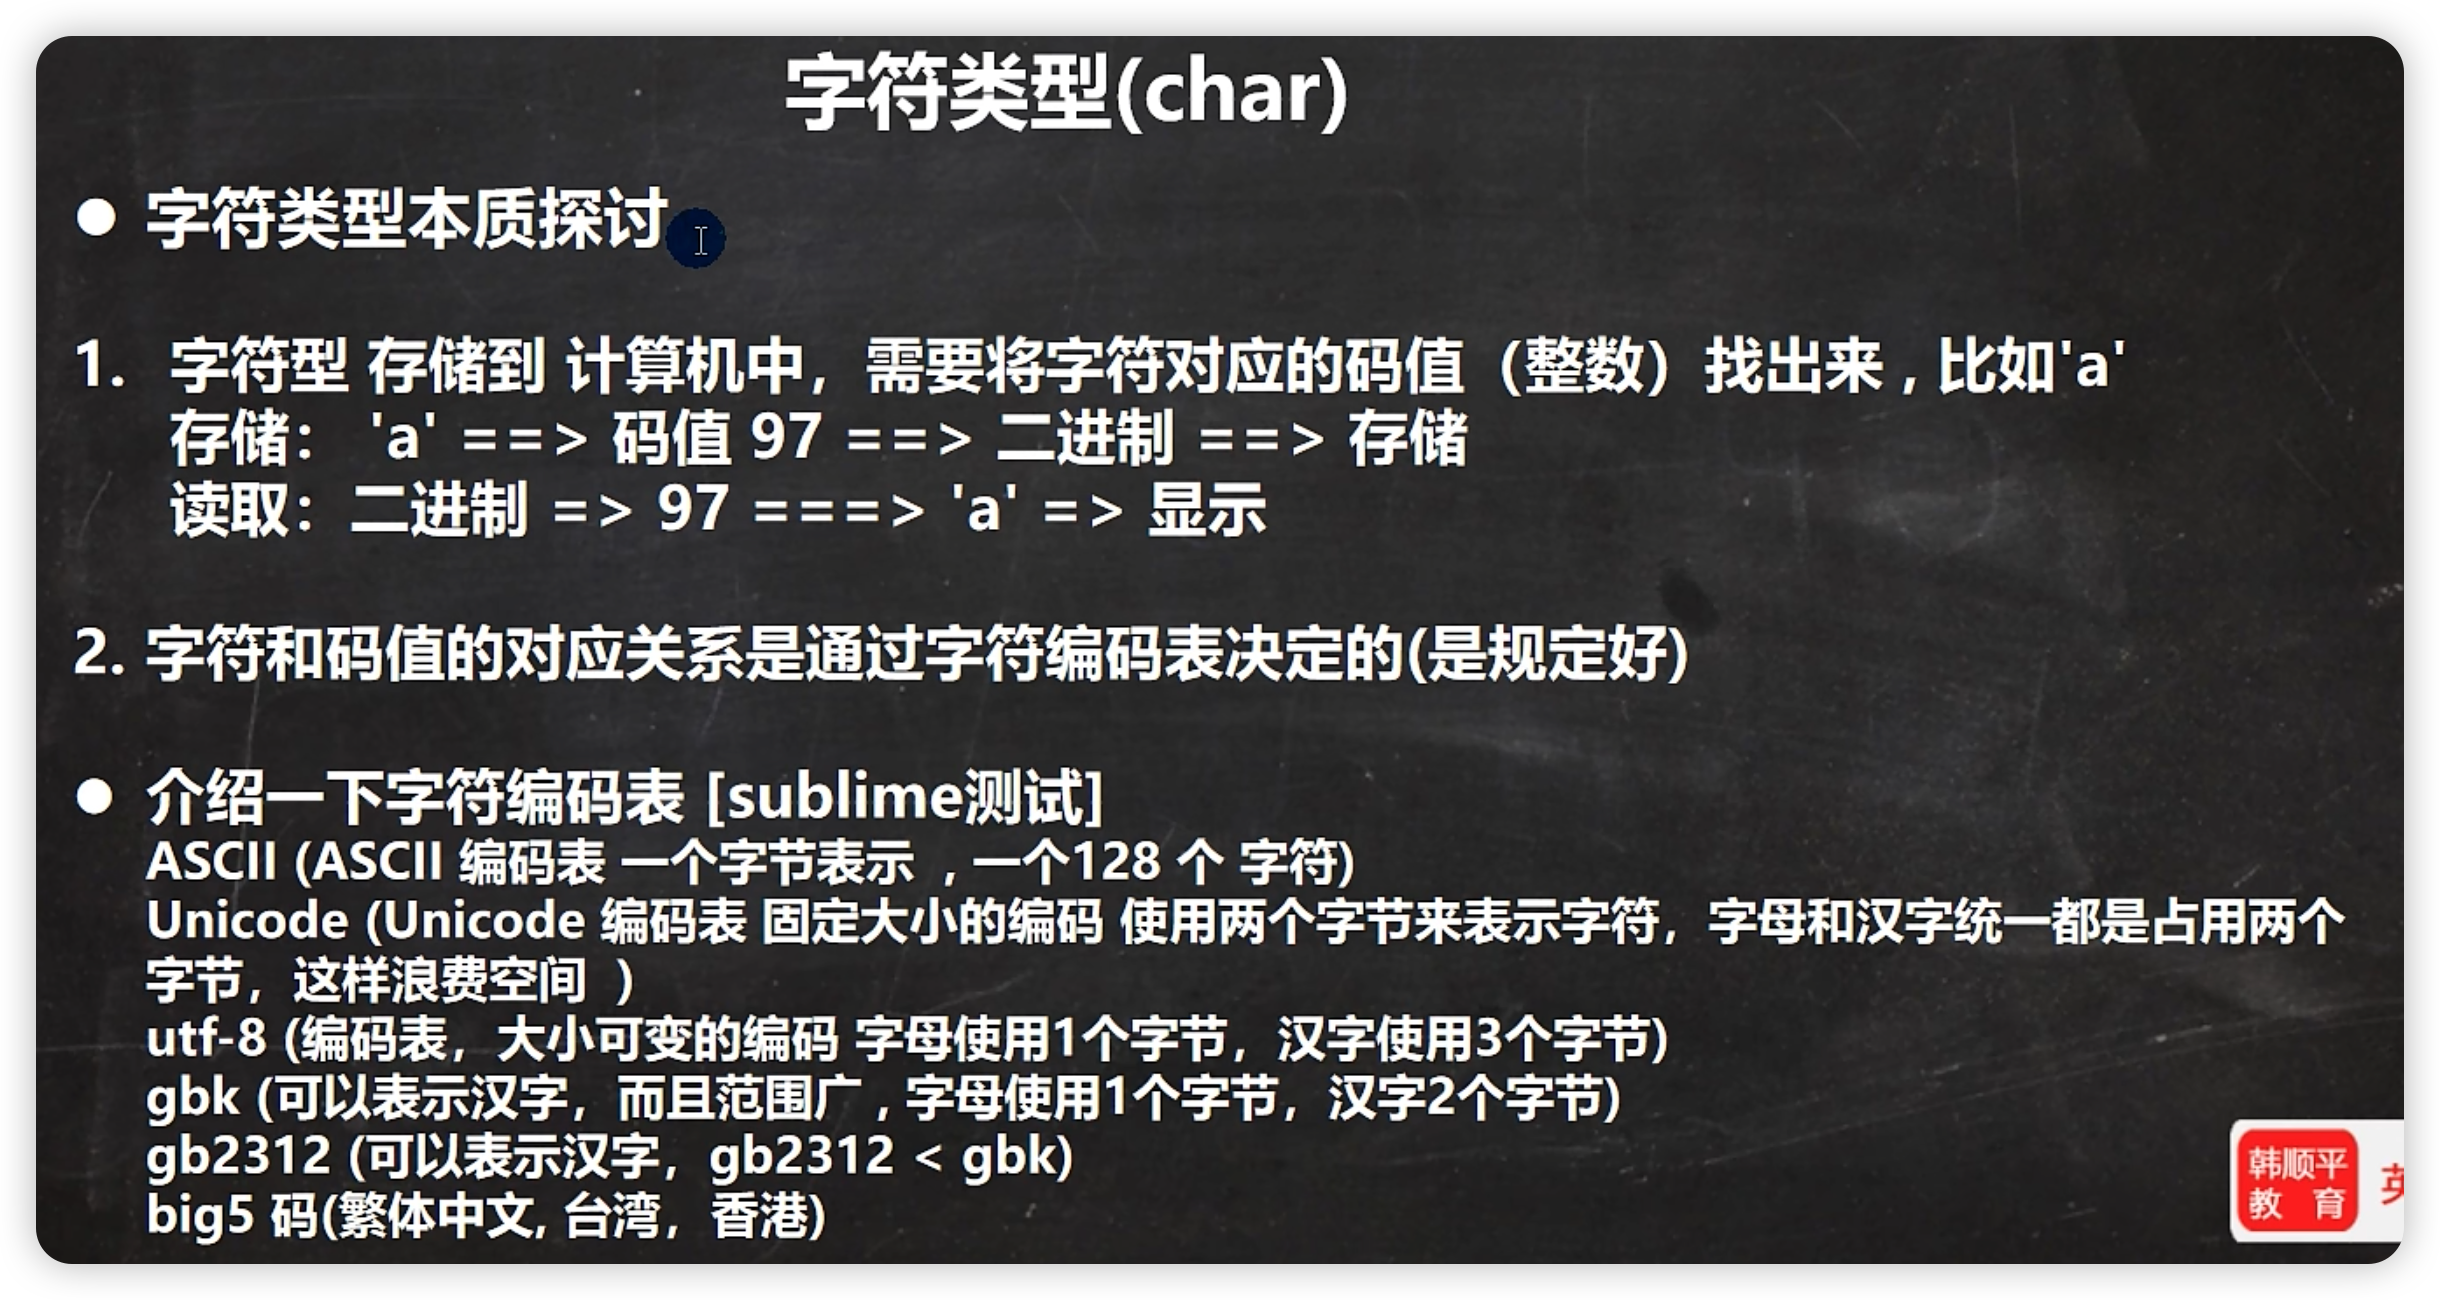 字符类型(char)
● 字符类型本质探讨
1. 字符型 存储到 计算机中，需要将字符对应的码值（整数）找出来 , 比如'a'
存储： 'a' ==> 码值 97 ==> 二进制 ==> 存储
读取：二进制 => 97 ===> 'a' => 显示
2. 字符和码值的对应关系是通过字符编码表决定的(是规定好)
● 介绍一下字符编码表 [sublime测试]
ASCII (ASCII 编码表 一个字节表示 , 一个128 个 字符)
Unicode (Unicode 编码表 固定大小的编码 使用两个字节来表示字符，字母和汉字统一都是占用两个
字节，这样浪费空间 )
utf-8 (编码表，大小可变的编码 字母使用1个字节，汉字使用3个字节)
gbk (可以表示汉字，而且范围广 , 字母使用1个字节，汉字2个字节)
gb2312 (可以表示汉字，gb2312 < gbk)
big5 码(繁体中文, 台湾，香港)
韩顺平
教 育